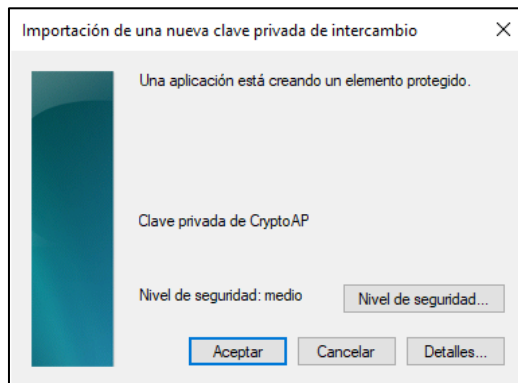 Importación de una nueva clave privada de intercambio
Una aplicación está creando un elemento protegido.
Clave privada de CryptoAP
Nivel de seguridad: medio
Nivel de seguridad...
Aceptar
Cancelar
Detalles...